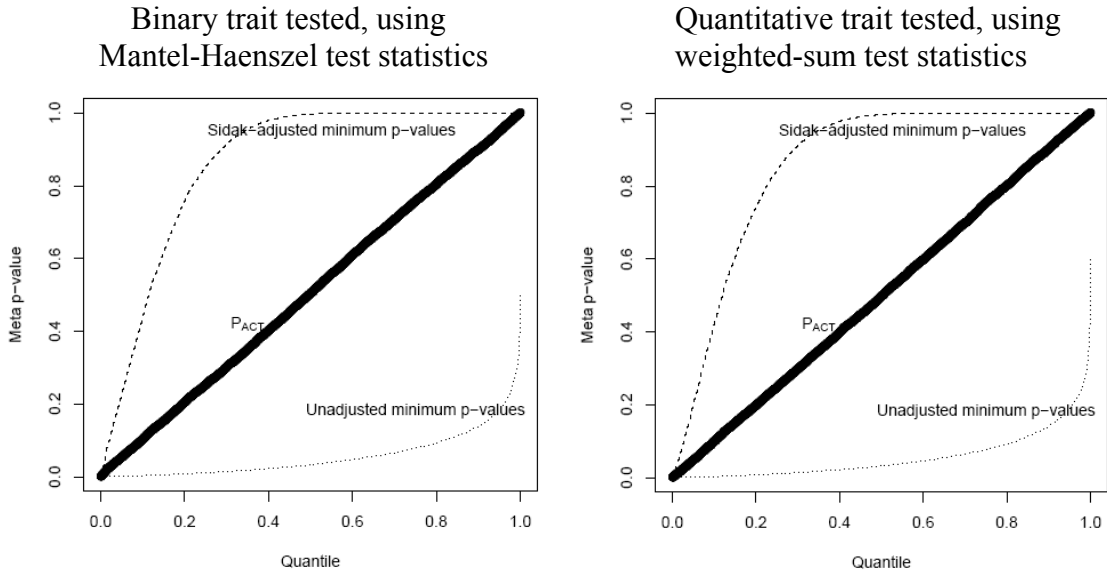 Binary trait tested, using
Mantel-Haenszel test statistics
1.0
0.8
0.6
0.4
0.2
0.0
Meta p-value
Sidak-adjusted minimum p-values
PACT
Unadjusted minimum p-values
0.0 0.2 0.4 0.6 0.8 1.0
Quantile
Quantitative trait tested, using
weighted-sum test statistics
1.0
0.8
0.6
0.4
0.2
0.0
Meta p-value
Sidak-adjusted minimum p-values
PACT
Unadjusted minimum p-values
0.0 0.2 0.4 0.6 0.8 1.0
Quantile